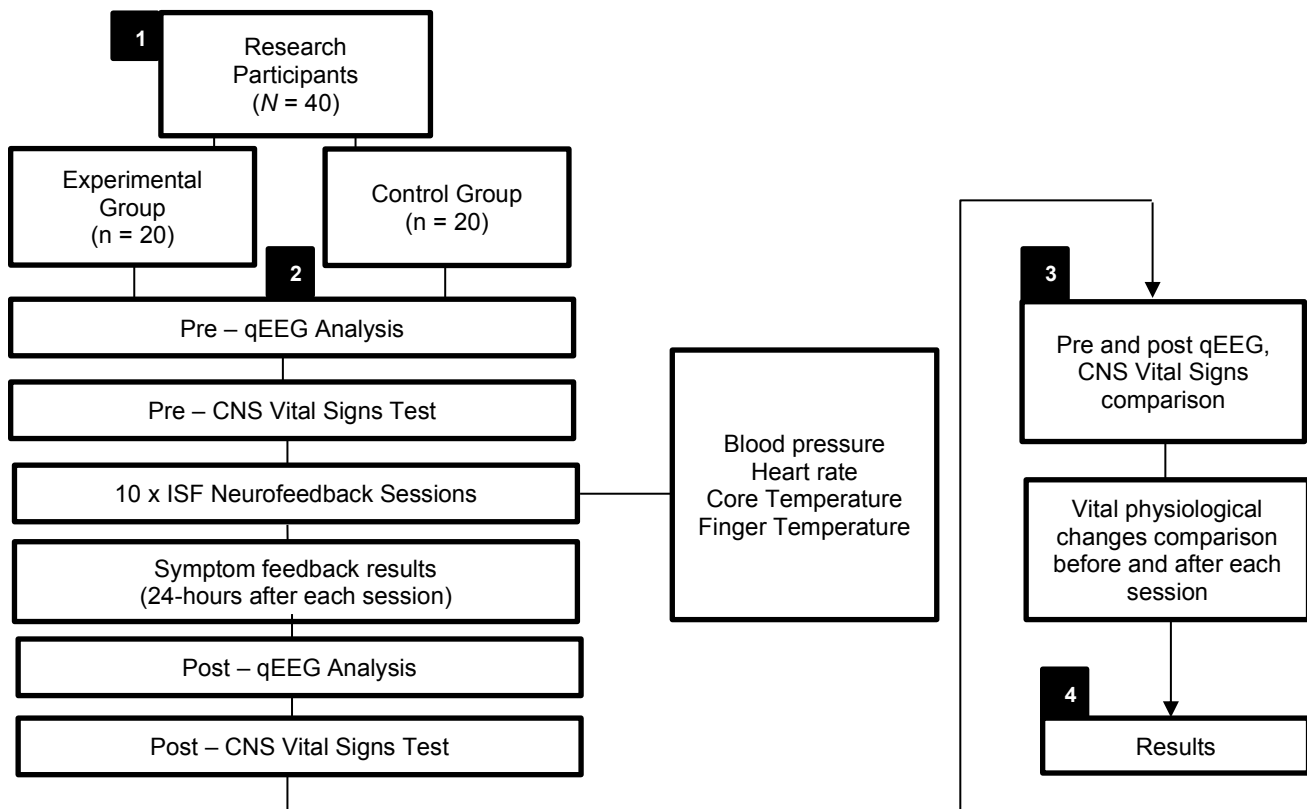 1
Research
Participants
(N = 40)
Experimental
Group
(n = 20)
Control Group
(n = 20)
2
Pre – qEEG Analysis
Pre – CNS Vital Signs Test
10 x ISF Neurofeedback Sessions
Blood pressure
Heart rate
Core Temperature
Finger Temperature
Symptom feedback results
(24-hours after each session)
Post – qEEG Analysis
Post – CNS Vital Signs Test
3
Pre and post qEEG,
CNS Vital Signs
comparison
Vital physiological
changes comparison
before and after each
session
4
Results